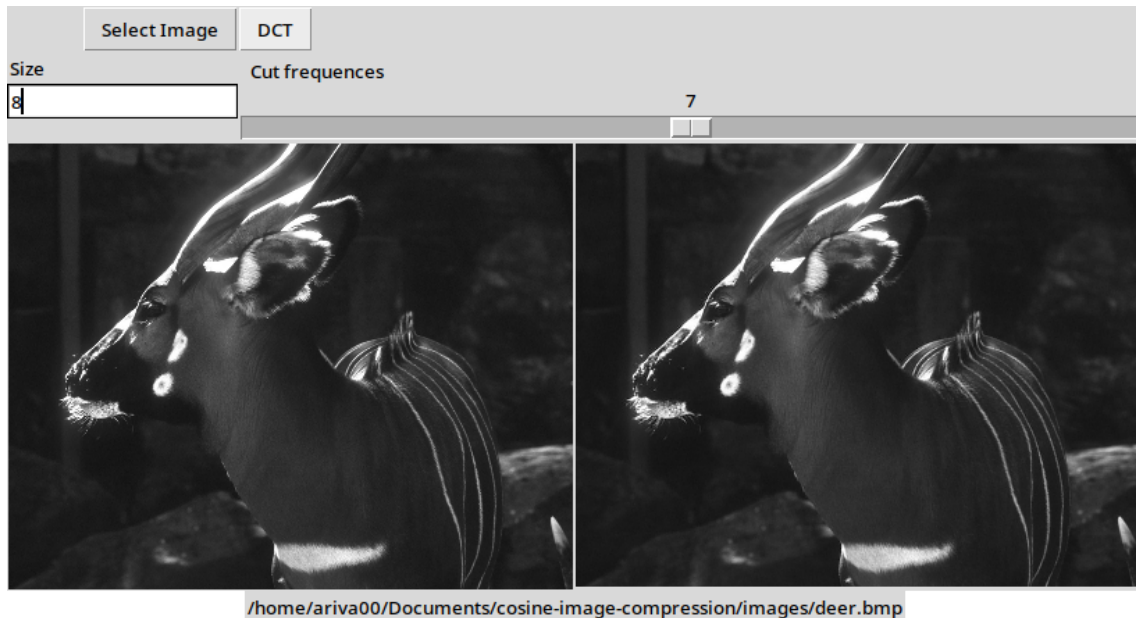 Select Image DCT
Size
Cut frequences
8
7
/home/ariva00/Documents/cosine-image-compression/images/deer.bmp